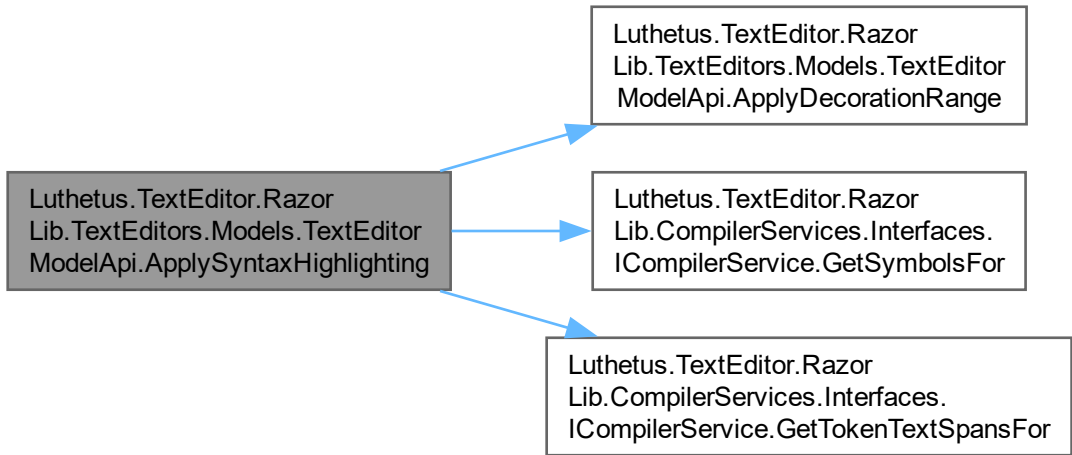 Luthetus.TextEditor.Razor
Lib.TextEditors.Models.TextEditor
ModelApi.ApplySyntaxHighlighting
Luthetus.TextEditor.Razor
Lib.TextEditors.Models.TextEditor
ModelApi.ApplyDecorationRange
Luthetus.TextEditor.Razor
Lib.CompilerServices.Interfaces.
ICompilerService.GetSymbolsFor
Luthetus.TextEditor.Razor
Lib.CompilerServices.Interfaces.
ICompilerService.GetTokenTextSpansFor